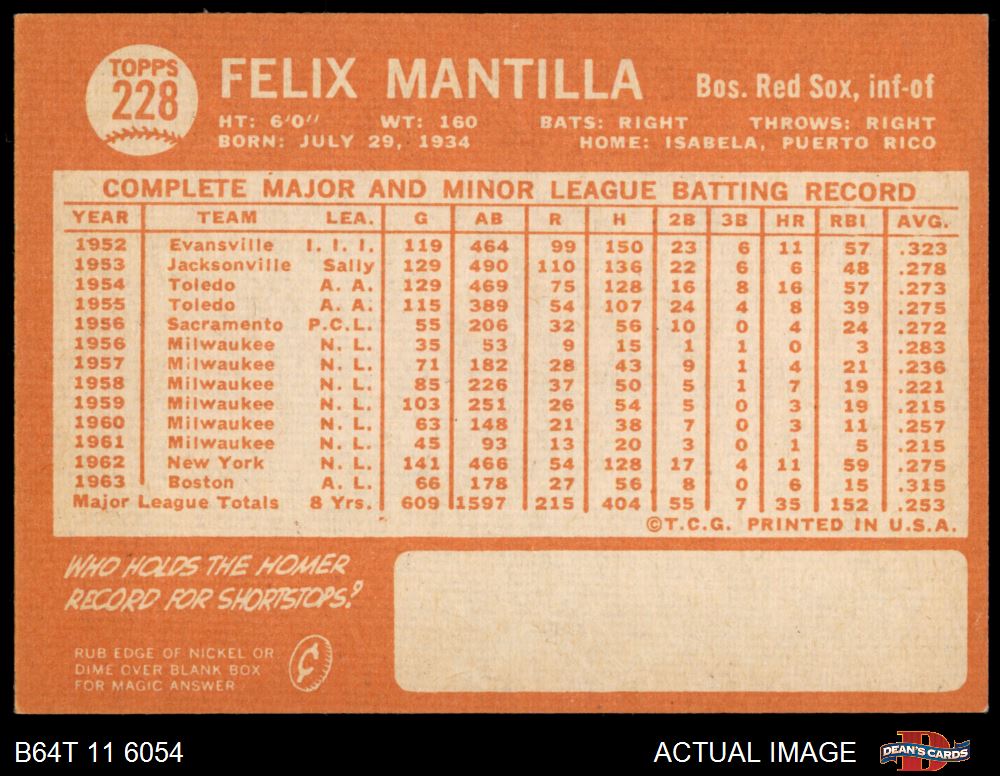 TOPPS
228
FELIX MANTILLA
Bos. Red Sox, inf-of
HT: 6'0" WT: 160 BATS: RIGHT THROWS: RIGHT
BORN: JULY 29, 1934 HOME: ISABELA, PUERTO RICO
COMPLETE MAJOR AND MINOR LEAGUE BATTING RECORD
YEAR TEAM LEA. G AB R H 2B 3B HR RBI AVG.
1952 Evansville I. I. I. 119 464 99 150 23 6 11 57 .323
1953 Jacksonville Sally 129 490 110 136 22 6 6 48 .278
1954 Toledo A. A. 129 469 75 128 16 8 16 57 .273
1955 Toledo A. A. 115 389 54 107 24 4 8 39 .275
1956 Sacramento P.C.L. 55 206 32 56 10 0 4 24 .272
1956 Milwaukee N. L. 35 53 9 15 1 1 0 3 .283
1957 Milwaukee N. L. 71 182 28 43 9 1 4 21 .236
1958 Milwaukee N. L. 85 226 37 50 5 1 7 19 .221
1959 Milwaukee N. L. 103 251 26 54 5 0 3 19 .215
1960 Milwaukee N. L. 63 148 21 38 7 0 3 11 .257
1961 Milwaukee N. L. 45 93 13 20 3 0 1 5 .215
1962 New York N. L. 141 466 54 128 17 4 11 59 .275
1963 Boston A. L. 66 178 27 56 8 0 6 15 .315
Major League Totals 8 Yrs. 609 1597 215 404 55 7 35 152 .253
©T.C.G. PRINTED IN U.S.A.
WHO HOLDS THE HOMER
RECORD FOR SHORTSTOPS?
RUB EDGE OF NICKEL OR
DIME OVER BLANK BOX
FOR MAGIC ANSWER
B64T 11 6054
ACTUAL IMAGE
DEAN'S CARDS